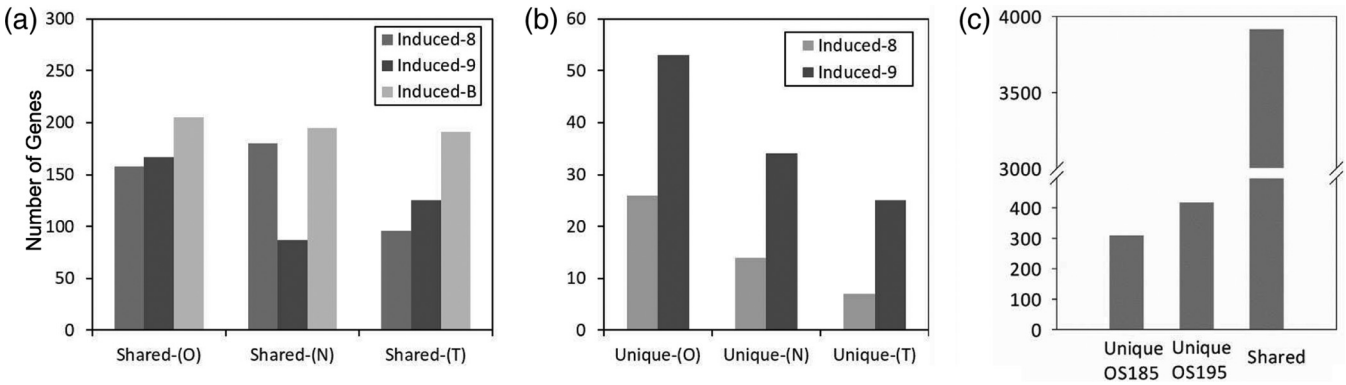 (a)
Number of Genes
300
250
200
150
100
50
0
Induced-8
Induced-9
Induced-B
Shared-(O)
Shared-(N)
Shared-(T)
(b)
60
50
40
30
20
10
0
Induced-8
Induced-9
Unique-(O)
Unique-(N)
Unique-(T)
(c)
4000
3500
3000
400
300
200
100
0
Unique
OS185
Unique
OS195
Shared